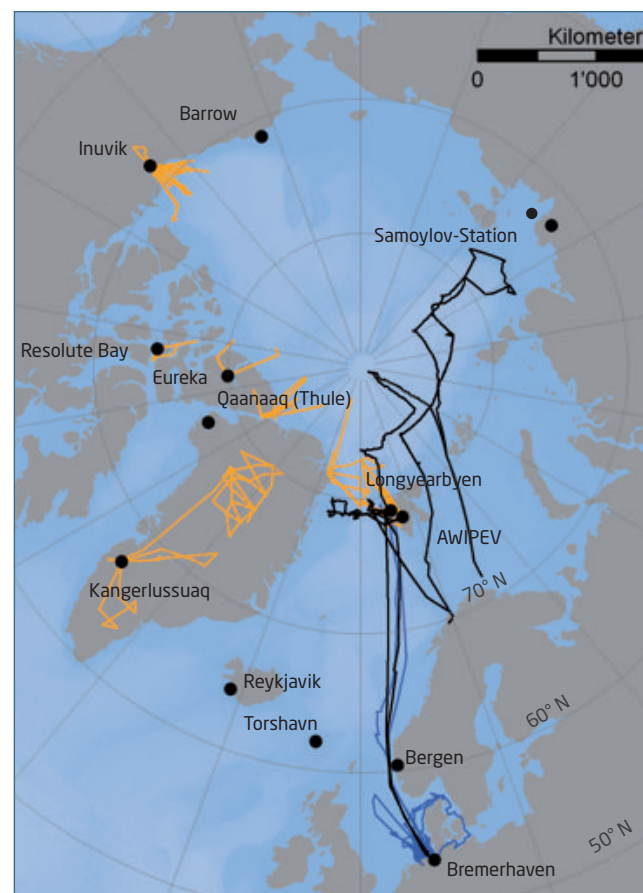 Kilometer
0 1'000
Barrow
Inuvik
Samoylov-Station
Resolute Bay
Eureka
Qaanaaq (Thule)
Longyearbyen
AWIPEV
Kangerlussuaq
70° N
Reykjavik
60° N
Torshavn
Bergen
50° N
Bremerhaven